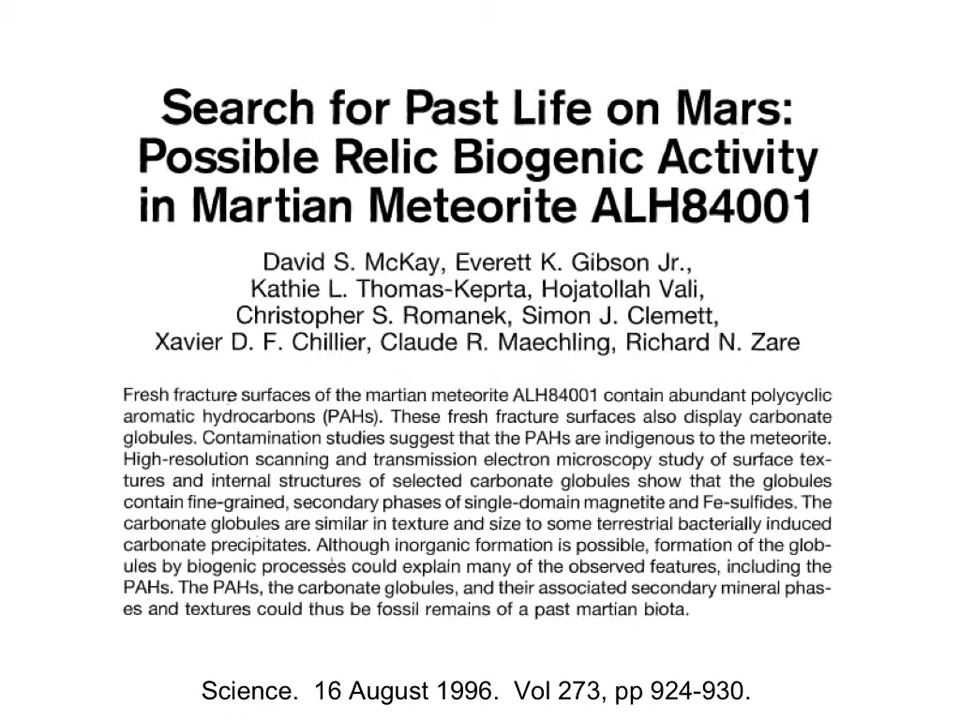 Search for Past Life on Mars:
Possible Relic Biogenic Activity
in Martian Meteorite ALH84001
David S. McKay, Everett K. Gibson Jr.,
Kathie L. Thomas-Keprta, Hojatollah Vali,
Christopher S. Romanek, Simon J. Clemett,
Xavier D. F. Chillier, Claude R. Maechling, Richard N. Zare
Fresh fracture surfaces of the martian meteorite ALH84001 contain abundant polycyclic
aromatic hydrocarbons (PAHs). These fresh fracture surfaces also display carbonate
globules. Contamination studies suggest that the PAHs are indigenous to the meteorite.
High-resolution scanning and transmission electron microscopy study of surface tex-
tures and internal structures of selected carbonate globules show that the globules
contain fine-grained, secondary phases of single-domain magnetite and Fe-sulfides. The
carbonate globules are similar in texture and size to some terrestrial bacterially induced
carbonate precipitates. Although inorganic formation is possible, formation of the glob-
ules by biogenic processes could explain many of the observed features, including the
PAHs. The PAHs, the carbonate globules, and their associated secondary mineral phas-
es and textures could thus be fossil remains of a past martian biota.
Science.  16 August 1996.  Vol 273, pp 924-930.